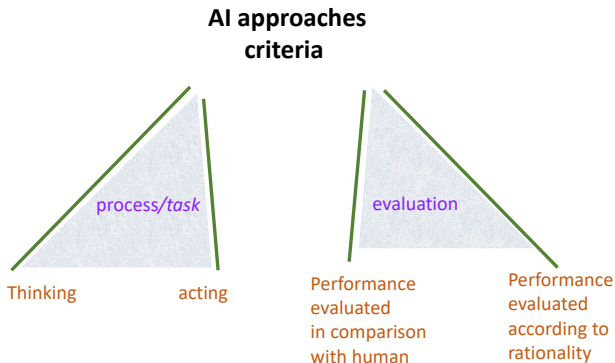 AI approaches
criteria
process/task
evaluation
Thinking
acting
Performance
evaluated
in comparison
with human
Performance
evaluated
according to
rationality